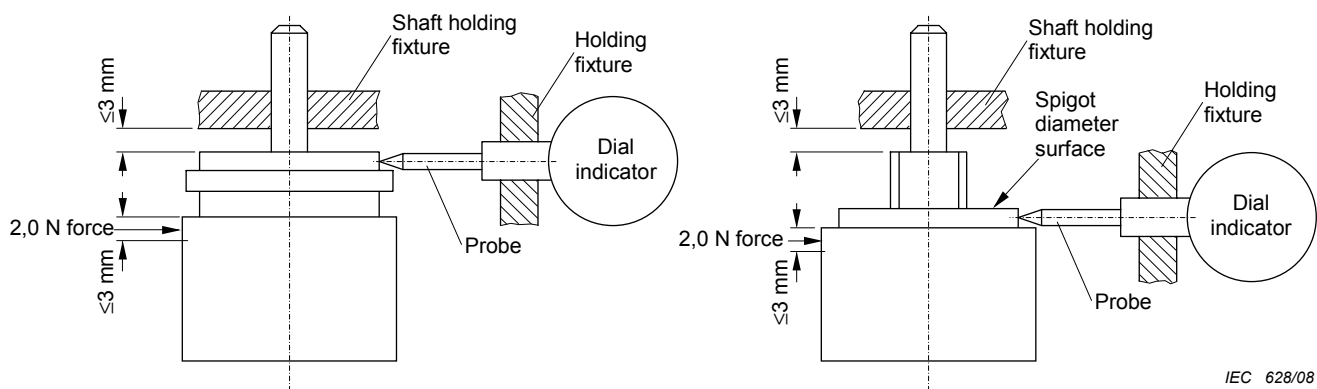 Shaft holding
fixture
Holding
fixture
≤3 mm
Dial
indicator
2,0 N force
Probe
≤3 mm
Shaft holding
fixture
Holding
fixture
Spigot
diameter
surface
≤3 mm
Dial
indicator
2,0 N force
Probe
≤3 mm
IEC 628/08